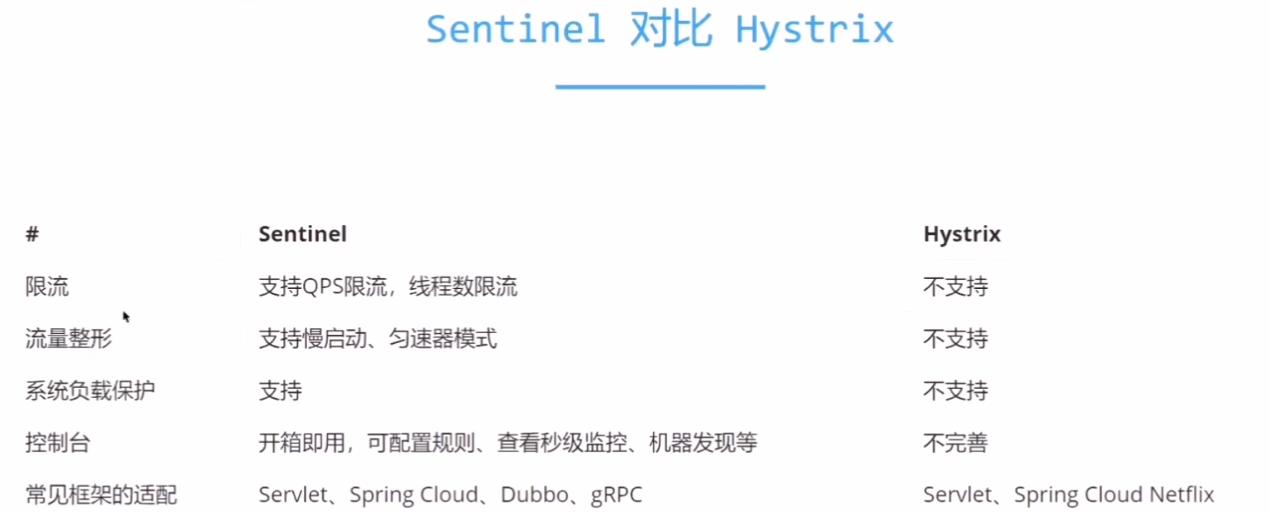 Sentinel 对比 Hystrix
# Sentinel Hystrix
限流 支持QPS限流，线程数限流 不支持
流量整形 支持慢启动、匀速器模式 不支持
系统负载保护 支持 不支持
控制台 开箱即用，可配置规则、查看秒级监控、机器发现等 不完善
常见框架的适配 Servlet、Spring Cloud、Dubbo、gRPC Servlet、Spring Cloud Netflix